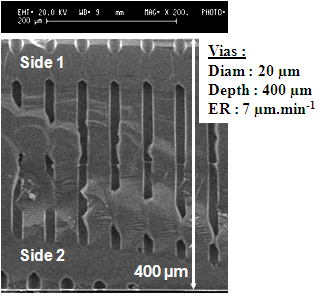 EHT= 20.0 KV   WD= 9   mm   MAG= X 200.   PHOTO=
200 µm
Side 1
Vias :
Diam : 20 µm
Depth : 400 µm
ER : 7 µm.min-1
Side 2
400 µm